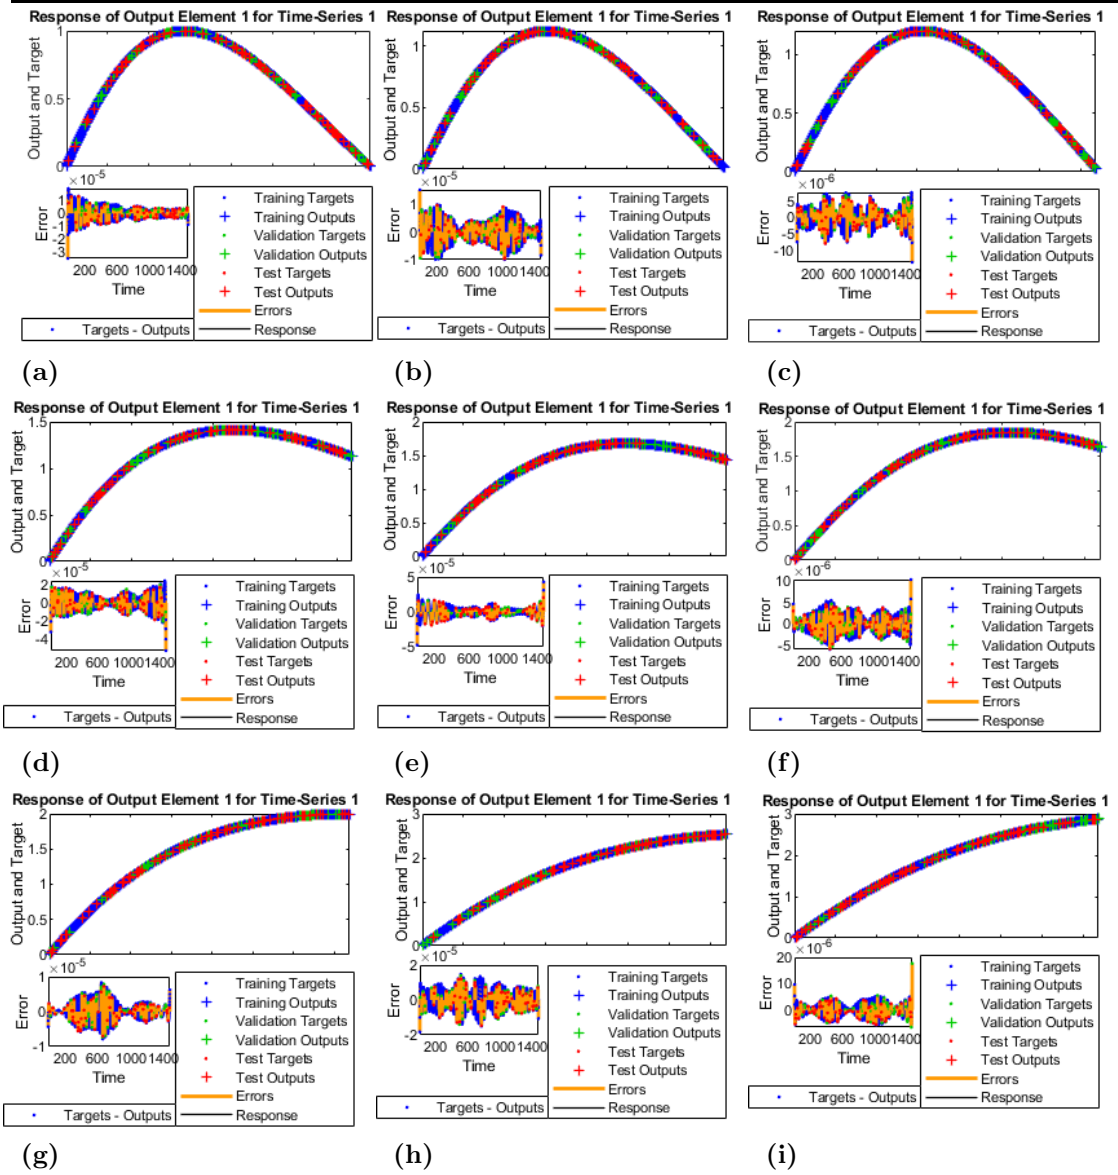 Response of Output Element 1 for Time-Series 1
Output and Target
1
0.5
0
×10^-5
Error
1
0
-1
-2
-3
200 600 1000 1400
Time
Training Targets
Training Outputs
Validation Targets
Validation Outputs
Test Targets
Test Outputs
Errors
Response
Targets - Outputs
(a)
Response of Output Element 1 for Time-Series 1
Output and Target
1
0.5
0
×10^-5
Error
1
0
-1
200 600 1000 1400
Time
Training Targets
Training Outputs
Validation Targets
Validation Outputs
Test Targets
Test Outputs
Errors
Response
Targets - Outputs
(b)
Response of Output Element 1 for Time-Series 1
Output and Target
1
0.5
0
×10^-6
Error
5
0
-5
-10
200 600 1000 1400
Time
Training Targets
Training Outputs
Validation Targets
Validation Outputs
Test Targets
Test Outputs
Errors
Response
Targets - Outputs
(c)
Response of Output Element 1 for Time-Series 1
Output and Target
1.5
1
0.5
0
×10^-5
Error
2
0
-2
-4
200 600 1000 1400
Time
Training Targets
Training Outputs
Validation Targets
Validation Outputs
Test Targets
Test Outputs
Errors
Response
Targets - Outputs
(d)
Response of Output Element 1 for Time-Series 1
Output and Target
2
1.5
1
0.5
0
×10^-5
Error
5
0
-5
200 600 1000 1400
Time
Training Targets
Training Outputs
Validation Targets
Validation Outputs
Test Targets
Test Outputs
Errors
Response
Targets - Outputs
(e)
Response of Output Element 1 for Time-Series 1
Output and Target
2
1.5
1
0.5
0
×10^-6
Error
10
5
0
-5
200 600 1000 1400
Time
Training Targets
Training Outputs
Validation Targets
Validation Outputs
Test Targets
Test Outputs
Errors
Response
Targets - Outputs
(f)
Response of Output Element 1 for Time-Series 1
Output and Target
2
1.5
1
0.5
0
×10^-5
Error
1
0
-1
200 600 1000 1400
Time
Training Targets
Training Outputs
Validation Targets
Validation Outputs
Test Targets
Test Outputs
Errors
Response
Targets - Outputs
(g)
Response of Output Element 1 for Time-Series 1
Output and Target
3
2
1
0
×10^-5
Error
2
0
-2
200 600 1000 1400
Time
Training Targets
Training Outputs
Validation Targets
Validation Outputs
Test Targets
Test Outputs
Errors
Response
Targets - Outputs
(h)
Response of Output Element 1 for Time-Series 1
Output and Target
3
2
1
0
×10^-6
Error
20
10
0
200 600 1000 1400
Time
Training Targets
Training Outputs
Validation Targets
Validation Outputs
Test Targets
Test Outputs
Errors
Response
Targets - Outputs
(i)